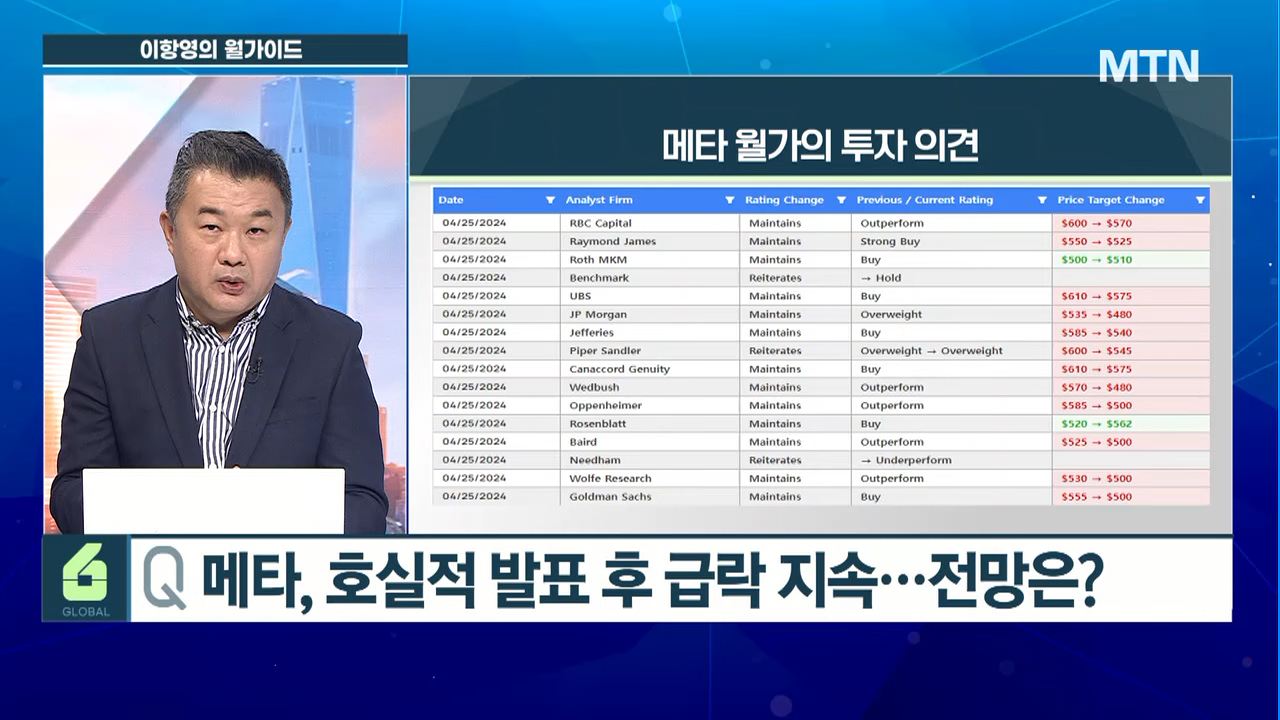 이항영의 월가이드
MTN
메타 월가의 투자 의견
Date Analyst Firm Rating Change Previous / Current Rating Price Target Change
04/25/2024 RBC Capital Maintains Outperform $600 → $570
04/25/2024 Raymond James Maintains Strong Buy $550 → $525
04/25/2024 Roth MKM Maintains Buy $500 → $510
04/25/2024 Benchmark Reiterates → Hold
04/25/2024 UBS Maintains Buy $610 → $575
04/25/2024 JP Morgan Maintains Overweight $535 → $480
04/25/2024 Jefferies Maintains Buy $585 → $540
04/25/2024 Piper Sandler Reiterates Overweight → Overweight $600 → $545
04/25/2024 Canaccord Genuity Maintains Buy $610 → $575
04/25/2024 Wedbush Maintains Outperform $570 → $480
04/25/2024 Oppenheimer Maintains Outperform $585 → $500
04/25/2024 Rosenblatt Maintains Buy $520 → $562
04/25/2024 Baird Maintains Outperform $525 → $500
04/25/2024 Needham Reiterates → Underperform
04/25/2024 Wolfe Research Maintains Outperform $530 → $500
04/25/2024 Goldman Sachs Maintains Buy $555 → $500
6 GLOBAL
Q 메타, 호실적 발표 후 급락 지속…전망은?